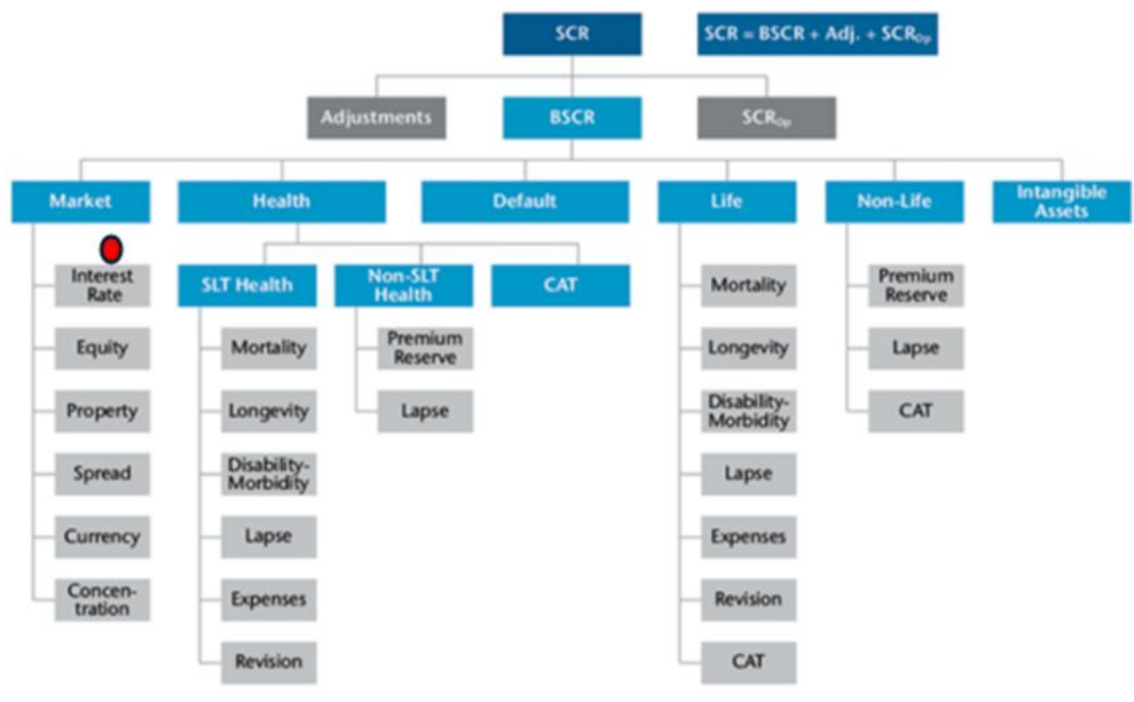 SCR
SCR = BSCR + Adj. + SCROp
Adjustments
BSCR
SCROp
Market
Health
Default
Life
Non-Life
Intangible
Assets
Interest
Rate
Equity
Property
Spread
Currency
Concen-
tration
SLT Health
Non-SLT
Health
CAT
Mortality
Longevity
Disability-
Morbidity
Lapse
Expenses
Revision
Premium
Reserve
Lapse
Mortality
Longevity
Disability-
Morbidity
Lapse
Expenses
Revision
CAT
Premium
Reserve
Lapse
CAT